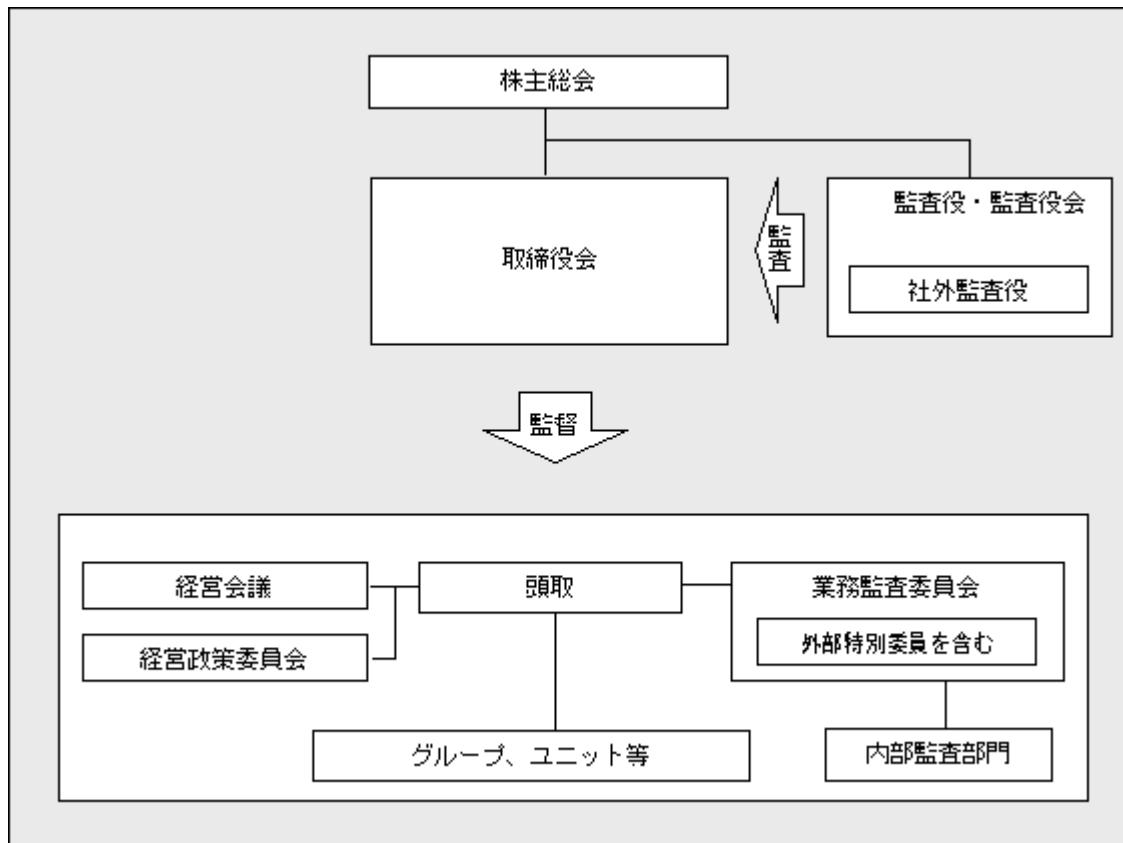 株主総会
取締役会
監査
監査役・監査役会
社外監査役
監督
経営会議
頭取
業務監査委員会
経営政策委員会
外部特別委員を含む
グループ、ユニット等
内部監査部門